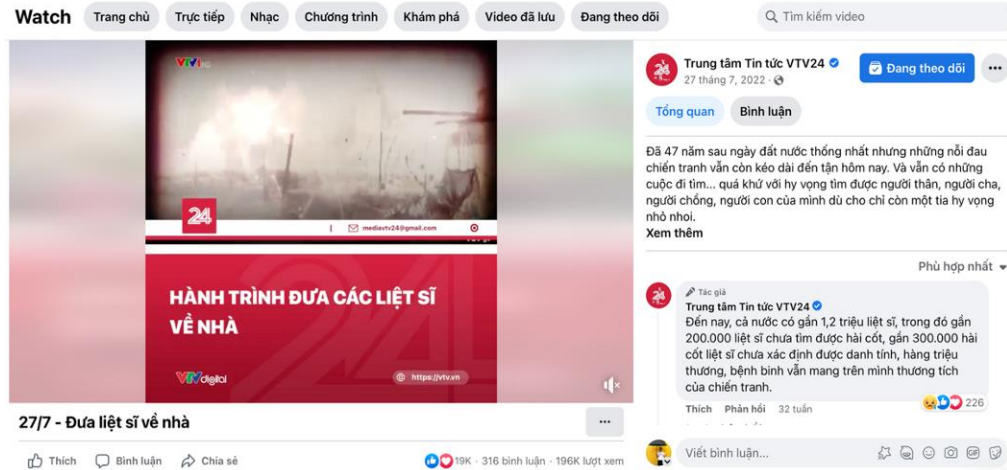 Watch
Trang chủ
Trực tiếp
Nhạc
Chương trình
Khám phá
Video đã lưu
Đang theo dõi
Tìm kiếm video
VTV1
24
mediavtv24@gmail.com
HÀNH TRÌNH ĐƯA CÁC LIỆT SĨ
VỀ NHÀ
VTVdigital
https://vtv.vn
27/7 - Đưa liệt sĩ về nhà
Thích
Bình luận
Chia sẻ
19K · 316 bình luận · 196K lượt xem
24
Trung tâm Tin tức VTV24
27 tháng 7, 2022 ·
Đang theo dõi
Tổng quan
Bình luận
Đã 47 năm sau ngày đất nước thống nhất nhưng những nỗi đau
chiến tranh vẫn còn kéo dài đến tận hôm nay. Và vẫn có những
cuộc đi tìm... quá khứ với hy vọng tìm được người thân, người cha,
người chồng, người con của mình dù cho chỉ còn một tia hy vọng
nhỏ nhoi.
Xem thêm
Phù hợp nhất
24
Tác giả
Trung tâm Tin tức VTV24
Đến nay, cả nước có gần 1,2 triệu liệt sĩ, trong đó gần
200.000 liệt sĩ chưa tìm được hài cốt, gần 300.000 hài
cốt liệt sĩ chưa xác định được danh tính, hàng triệu
thương, bệnh binh vẫn mang trên mình thương tích
của chiến tranh.
Thích
Phản hồi
32 tuần
226
Viết bình luận...
GIF